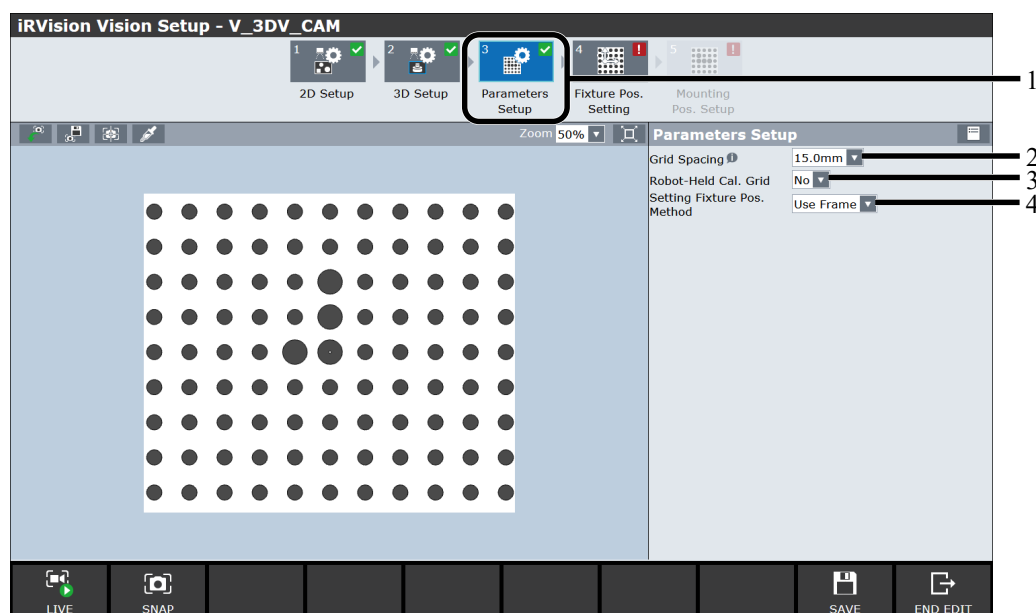 iRVision Vision Setup - V_3DV_CAM
1
2
3
4
5
2D Setup
3D Setup
Parameters
Setup
Fixture Pos.
Setting
Mounting
Pos. Setup
1
Zoom 50%
Parameters Setup
Grid Spacing
15.0mm
2
Robot-Held Cal. Grid
No
3
Setting Fixture Pos.
Method
Use Frame
4
LIVE
SNAP
SAVE
END EDIT